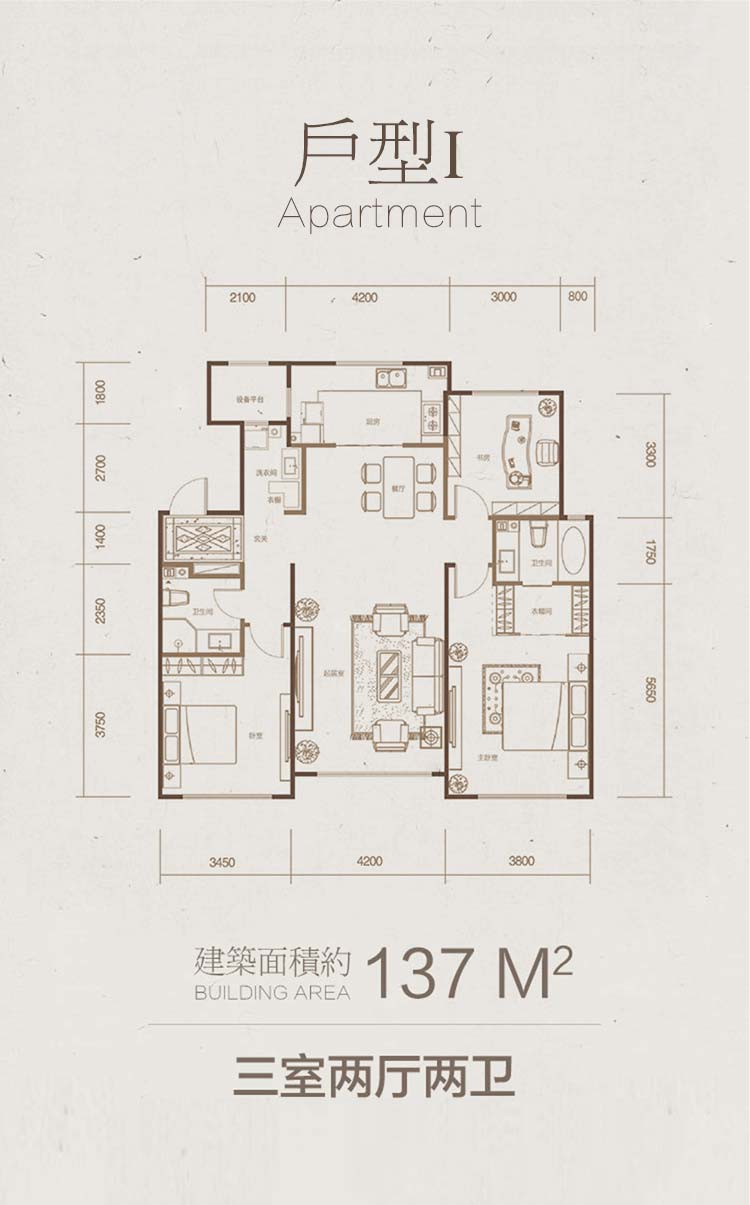 戶型I
Apartment
2100 4200 3000 800
1800
2700
1400
2350
3750
3300
1750
5650
设备平台
厨房
书房
洗衣间
衣橱
餐厅
玄关
卫生间
卫生间
衣帽间
起居室
卧室
主卧室
3450 4200 3800
建築面積約 137 M²
BUILDING AREA
三室两厅两卫